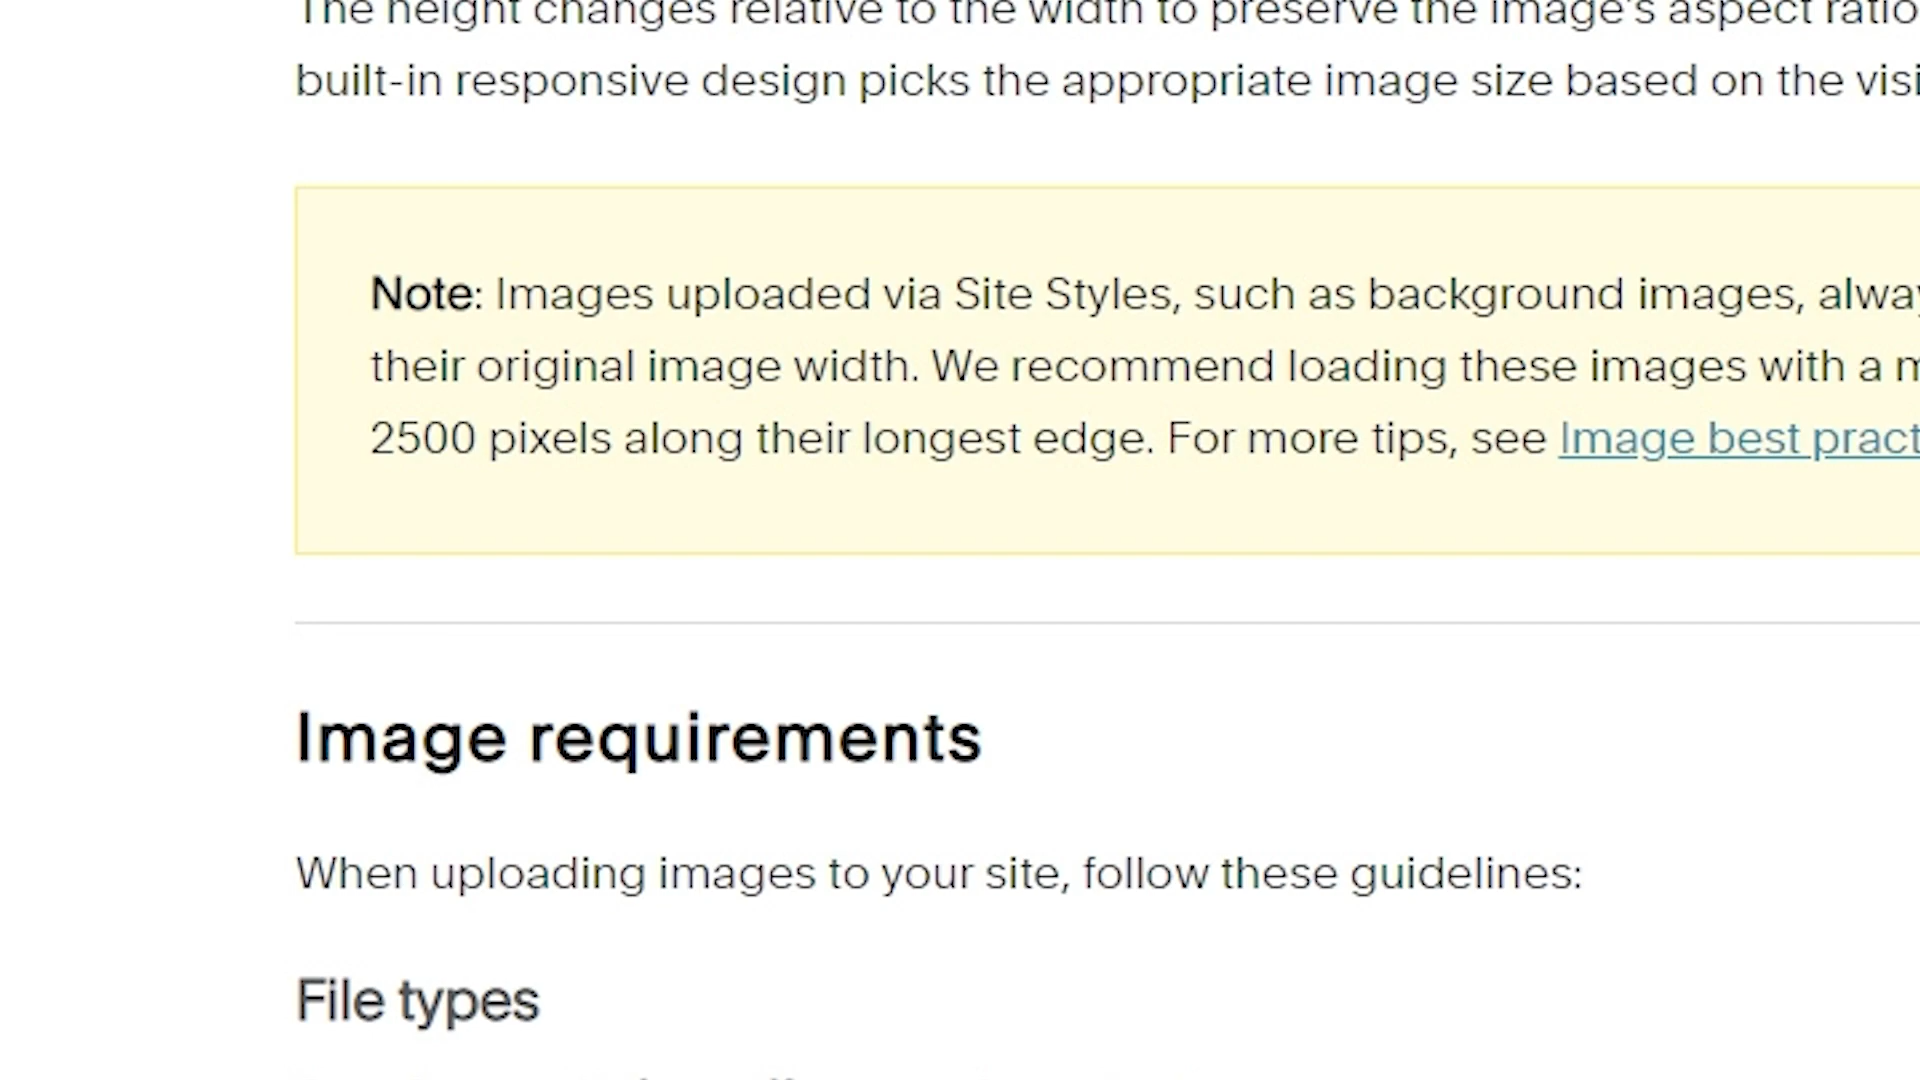 The height changes relative to the width to preserve the image's aspect ratio
built-in responsive design picks the appropriate image size based on the
Note: Images uploaded via Site Styles, such as background images,
their original image width. We recommend loading these images with a
2500 pixels along their longest edge. For more tips, see Image best
Image requirements
When uploading images to your site, follow these guidelines:
File types